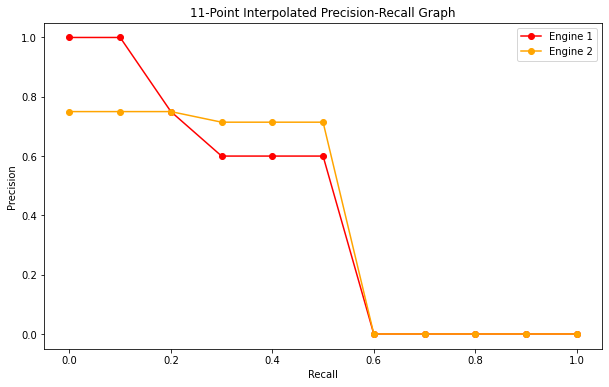 11-Point Interpolated Precision-Recall Graph
Engine 1
Engine 2
Precision
1.0
0.8
0.6
0.4
0.2
0.0
0.0 0.2 0.4 0.6 0.8 1.0
Recall